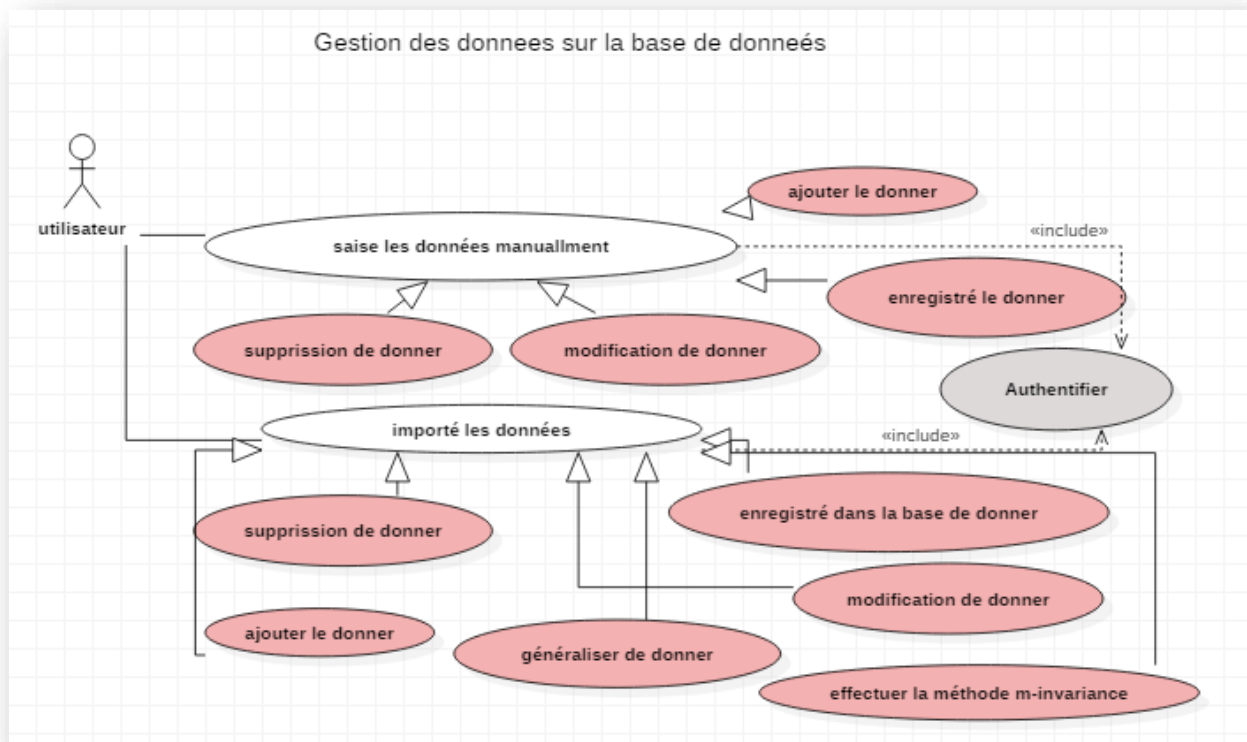 Gestion des donnees sur la base de donneés
ajouter le donner
utilisateur
«include»
saise les données manuallment
enregistré le donner
supprission de donner
modification de donner
Authentifier
importé les données
«include»
enregistré dans la base de donner
supprission de donner
modification de donner
ajouter le donner
généraliser de donner
effectuer la méthode m-invariance